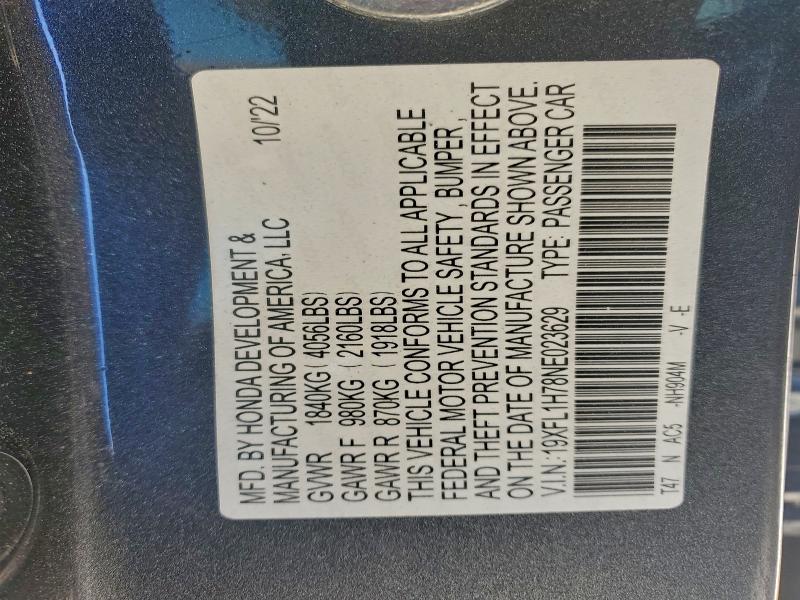 MFD. BY HONDA DEVELOPMENT & 10/'22
MANUFACTURING OF AMERICA, LLC
GVWR 1840KG (4056LBS)
GAWR F 980KG (2160LBS)
GAWR R 870KG (1918LBS)
THIS VEHICLE CONFORMS TO ALL APPLICABLE
FEDERAL MOTOR VEHICLE SAFETY, BUMPER,
AND THEFT PREVENTION STANDARDS IN EFFECT
ON THE DATE OF MANUFACTURE SHOWN ABOVE.
V.I.N:19XFL1H78NE023629 TYPE: PASSENGER CAR
T47 N AC5 -NH904M -V -E